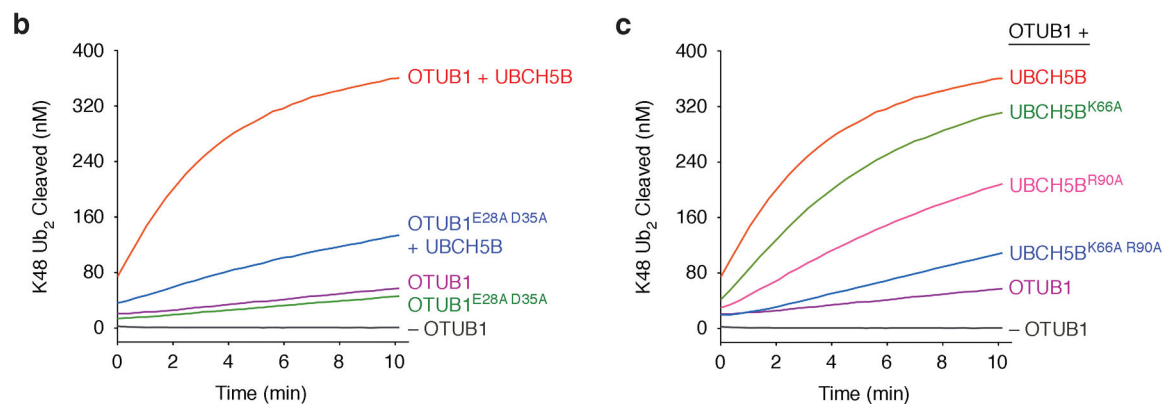 b
400
320
240
160
80
0
K48 Ub₂ Cleaved (nM)
0 2 4 6 8 10
Time (min)
OTUB1 + UBCH5B
OTUB1ᴱ²⁸ᴬ ᴰ³⁵ᴬ
+ UBCH5B
OTUB1
OTUB1ᴱ²⁸ᴬ ᴰ³⁵ᴬ
– OTUB1
c
OTUB1 +
400
320
240
160
80
0
K48 Ub₂ Cleaved (nM)
0 2 4 6 8 10
Time (min)
UBCH5B
UBCH5Bᴷ⁶⁶ᴬ
UBCH5Bᴿ⁹⁰ᴬ
UBCH5Bᴷ⁶⁶ᴬ ᴿ⁹⁰ᴬ
OTUB1
– OTUB1